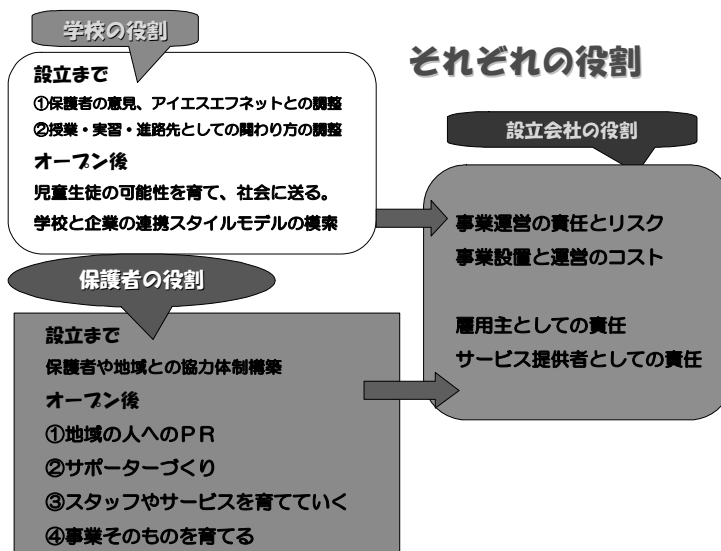 それぞれの役割
学校の役割
設立まで
①保護者の意見、アイエスエフネットとの調整
②授業・実習・進路先としての関わり方の調整
オープン後
児童生徒の可能性を育て、社会に送る。
学校と企業の連携スタイルモデルの模索
保護者の役割
設立まで
保護者や地域との協力体制構築
オープン後
①地域の人へのPR
②サポーターづくり
③スタッフやサービスを育てていく
④事業そのものを育てる
設立会社の役割
事業運営の責任とリスク
事業設置と運営のコスト
雇用主としての責任
サービス提供者としての責任